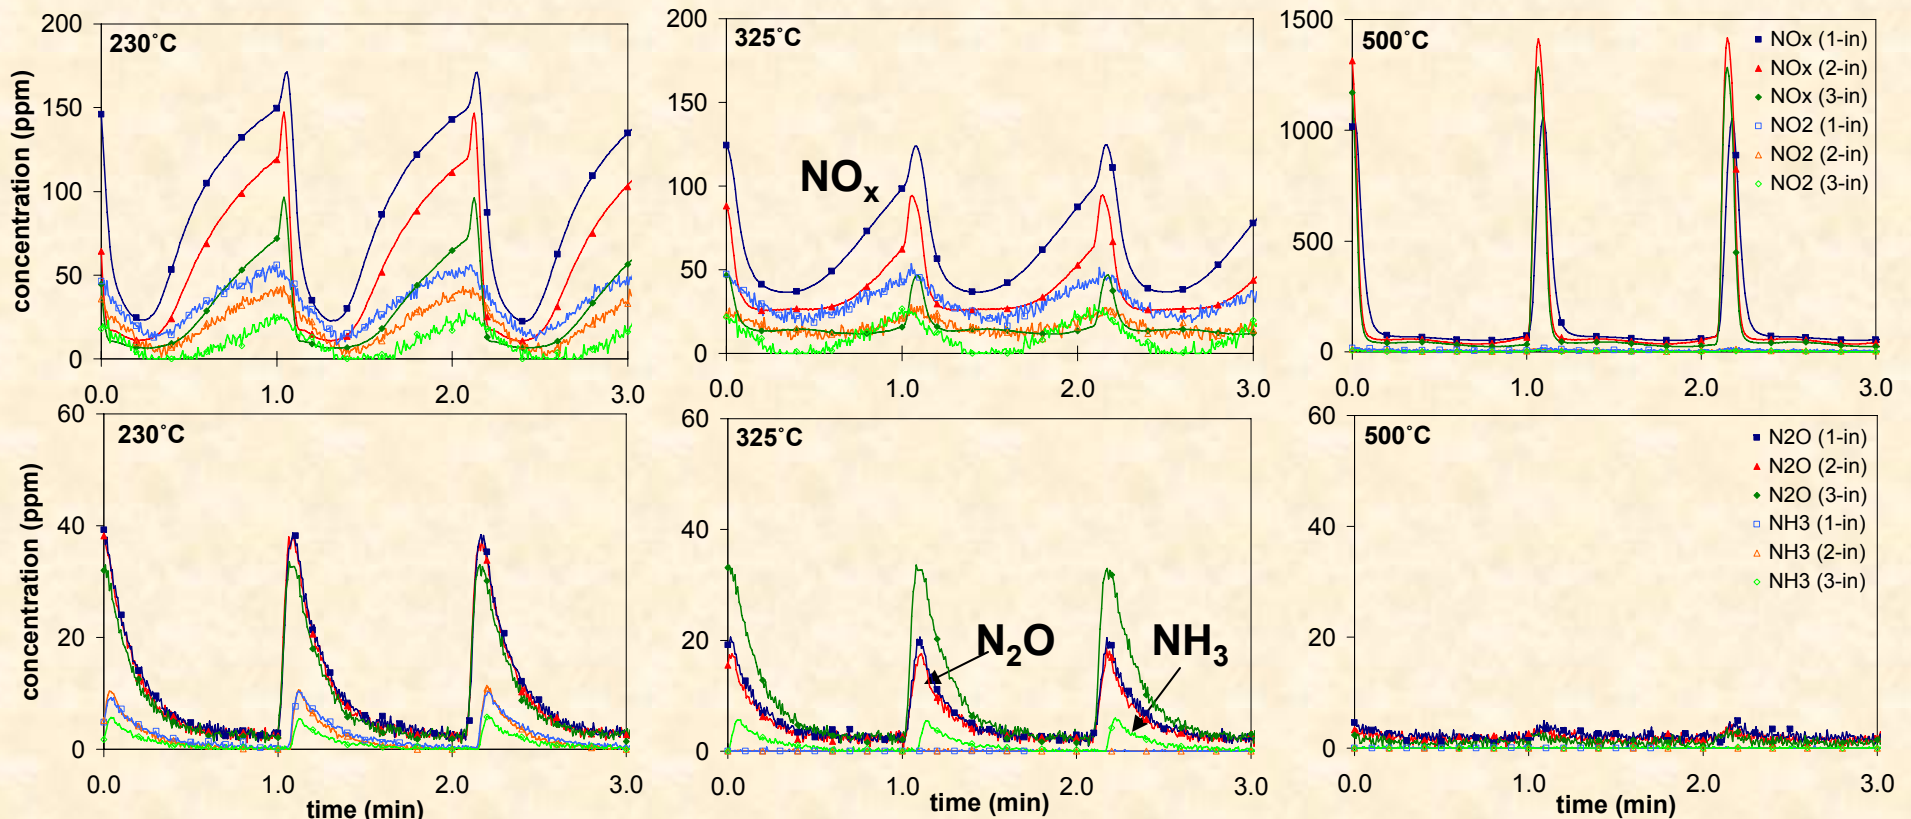 200
150
100
50
0
230˚C
concentration (ppm)
0.0 1.0 2.0 3.0
200
150
100
50
0
325˚C
NOx
0.0 1.0 2.0 3.0
1500
1000
500
0
500˚C
NOx (1-in)
NOx (2-in)
NOx (3-in)
NO2 (1-in)
NO2 (2-in)
NO2 (3-in)
0.0 1.0 2.0 3.0
60
40
20
0
230˚C
concentration (ppm)
0.0 1.0 2.0 3.0
time (min)
60
40
20
0
325˚C
N2O
NH3
0.0 1.0 2.0 3.0
time (min)
60
40
20
0
500˚C
N2O (1-in)
N2O (2-in)
N2O (3-in)
NH3 (1-in)
NH3 (2-in)
NH3 (3-in)
0.0 1.0 2.0 3.0
time (min)